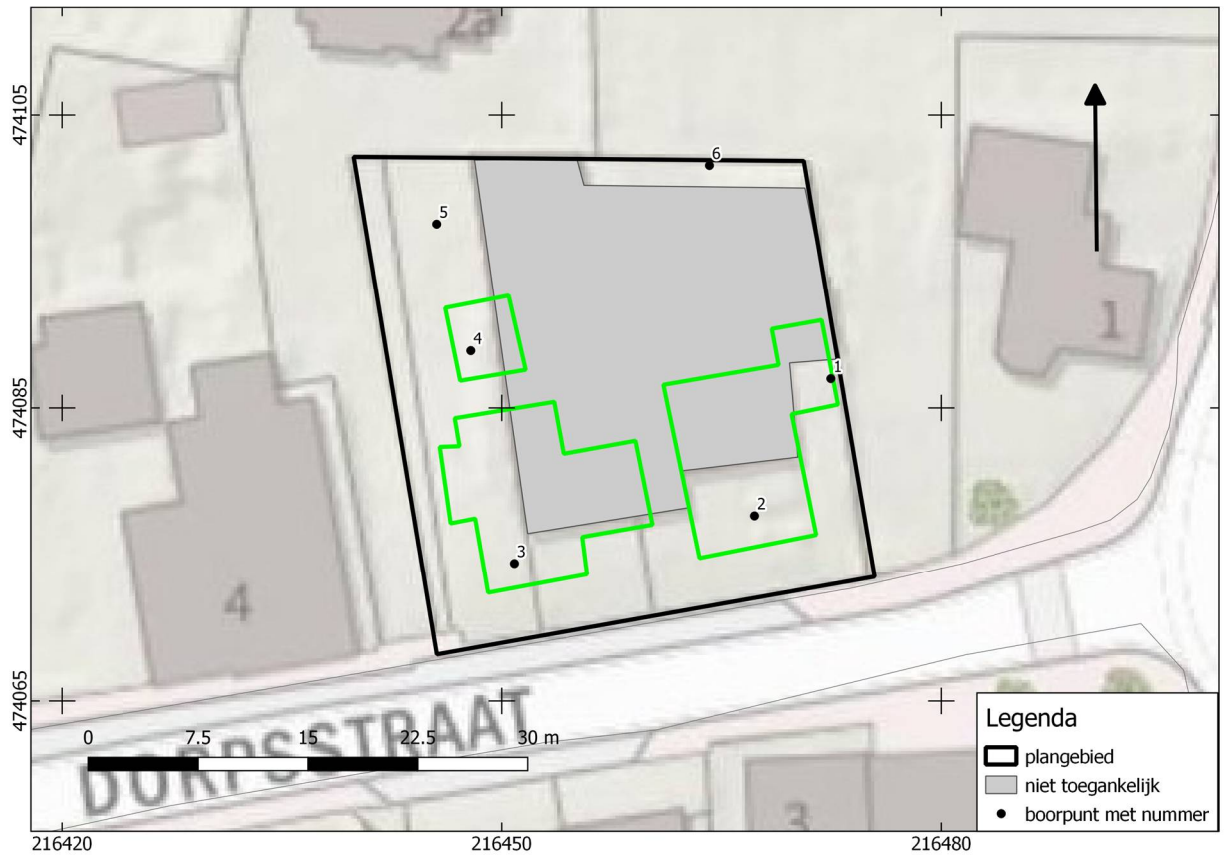 2a
474105
6
5
1
4
474085
1
2
3
4
474065
DORPSSTRAAT
0 7.5 15 22.5 30 m
3
Legenda
plangebied
niet toegankelijk
boorpunt met nummer
216420 216450 216480